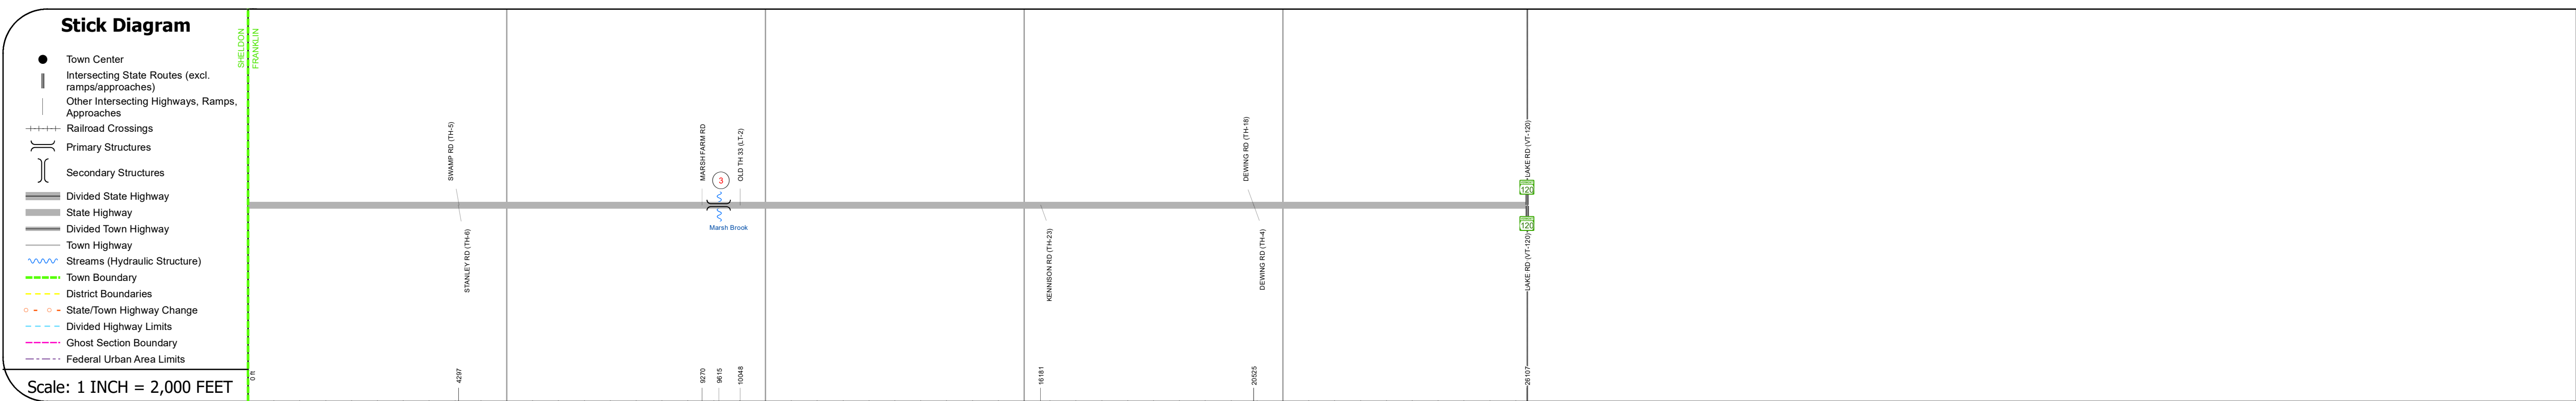 Stick Diagram
Town Center
Intersecting State Routes (excl.
ramps/approaches)
Other Intersecting Highways, Ramps,
Approaches
Railroad Crossings
Primary Structures
Secondary Structures
Divided State Highway
State Highway
Divided Town Highway
Town Highway
Streams (Hydraulic Structure)
Town Boundary
District Boundaries
State/Town Highway Change
Divided Highway Limits
Ghost Section Boundary
Federal Urban Area Limits
Scale: 1 INCH = 2,000 FEET
SHELDON
FRANKLIN
SWAMP RD (TH-5)
STANLEY RD (TH-6)
MARSH FARM RD
3
OLD TH 33 (LT-2)
Marsh Brook
KENNISON RD (TH-23)
DEWING RD (TH-18)
DEWING RD (TH-4)
LAKE RD (VT-120)
120
120
LAKE RD (VT-120)
0 ft
4297
9270
9615
10048
16181
20525
26107